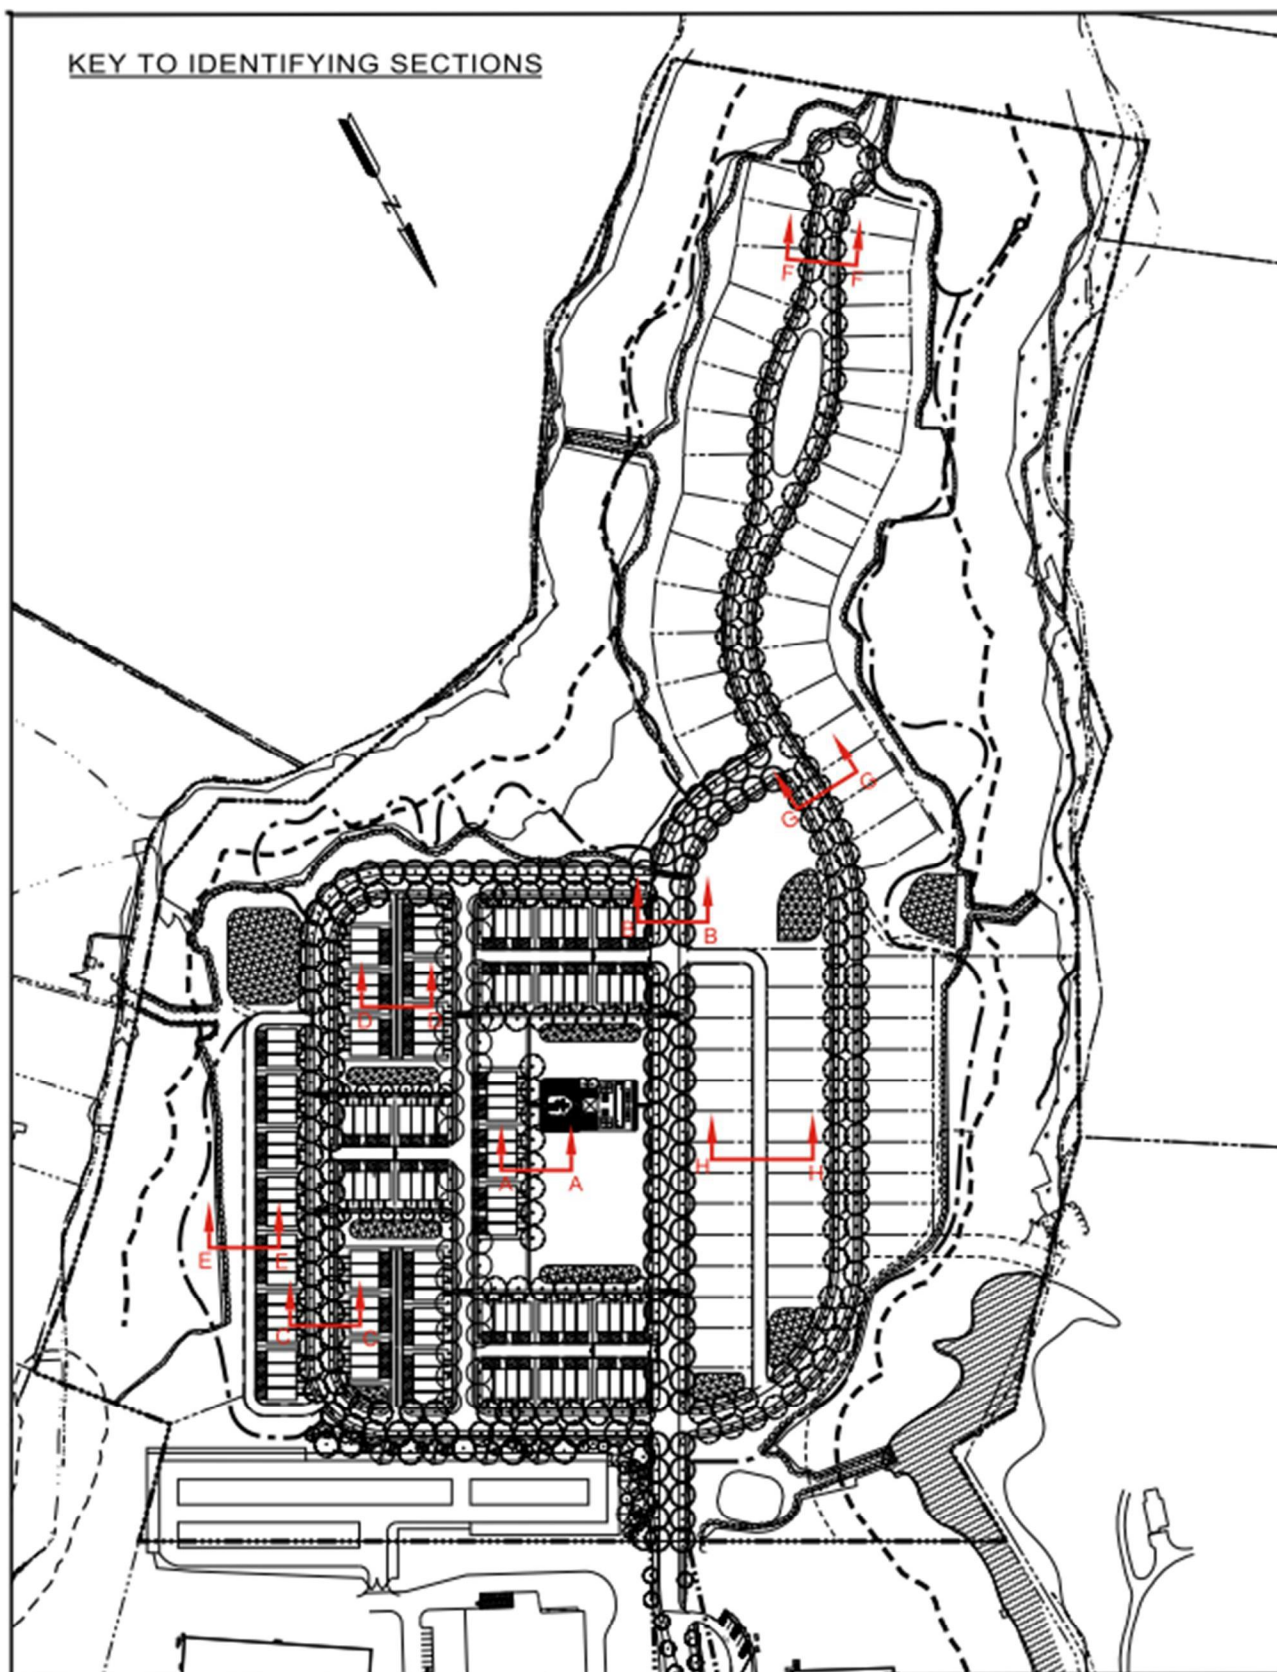 KEY TO IDENTIFYING SECTIONS
N
F F
G G
B B
D D
H H
A A
E E
C C